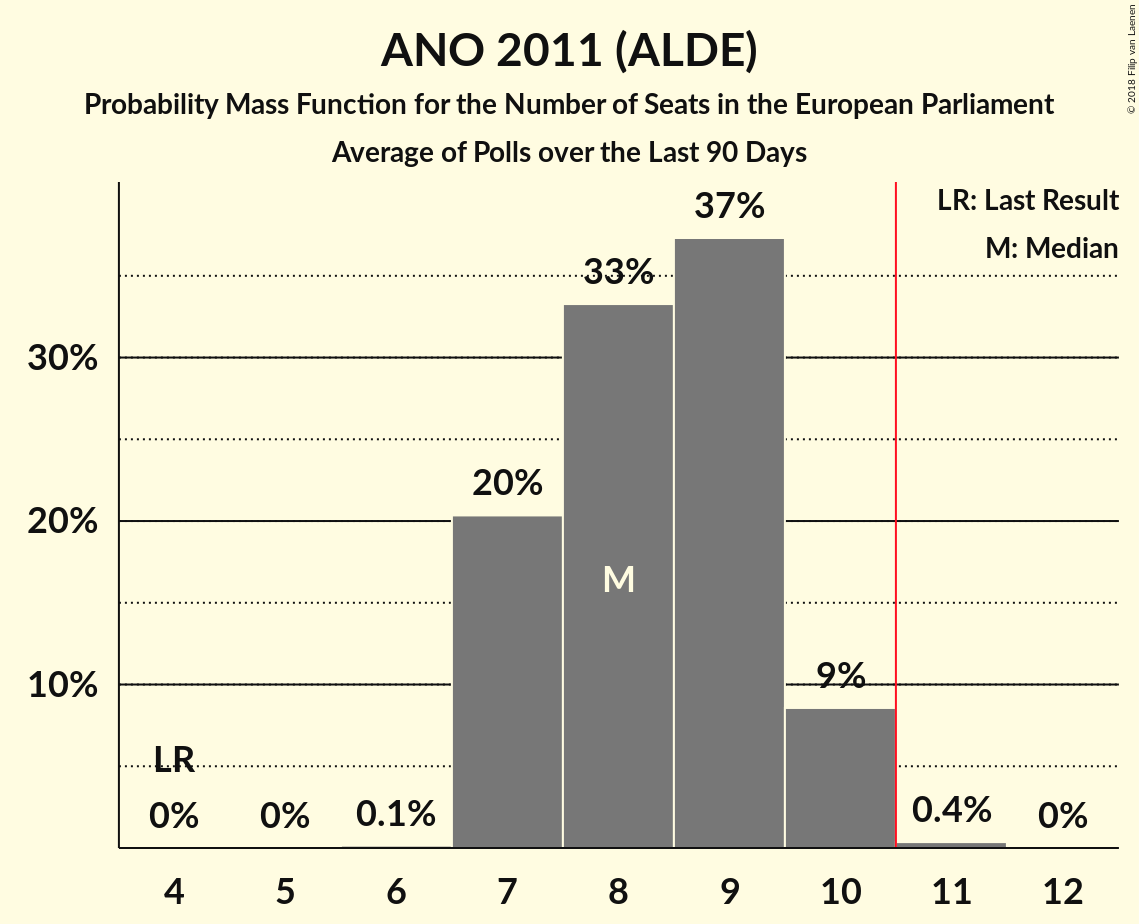 ANO 2011 (ALDE)
Probability Mass Function for the Number of Seats in the European Parliament
Average of Polls over the Last 90 Days
© 2018 Filip van Laenen
LR: Last Result
M: Median
37%
33%
30%
20%
20%
M
10%
9%
LR
0%
0%
0.1%
0.4%
0%
4 5 6 7 8 9 10 11 12